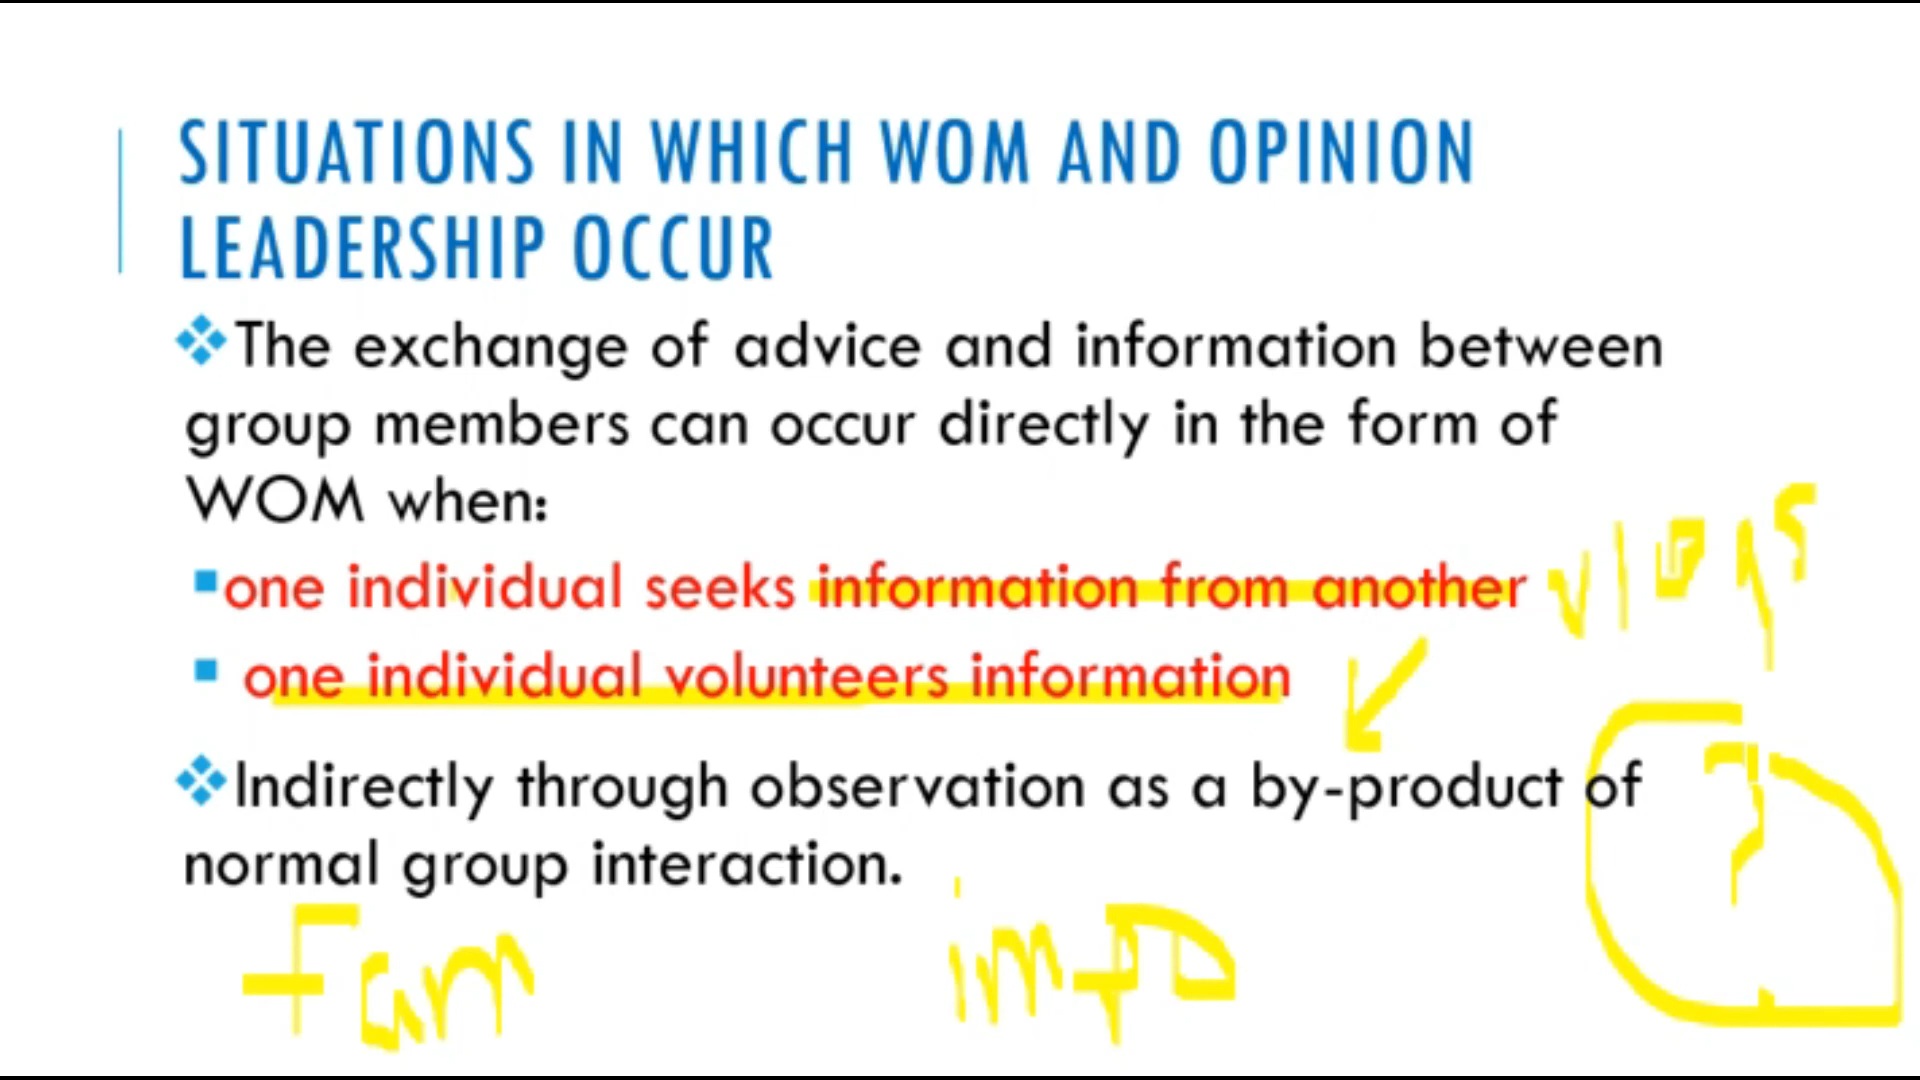 SITUATIONS IN WHICH WOM AND OPINION
LEADERSHIP OCCUR
❖The exchange of advice and information between
group members can occur directly in the form of
WOM when:
▪one individual seeks information from another
vlogs
▪ one individual volunteers information
❖Indirectly through observation as a by-product of
normal group interaction.
?
Fam